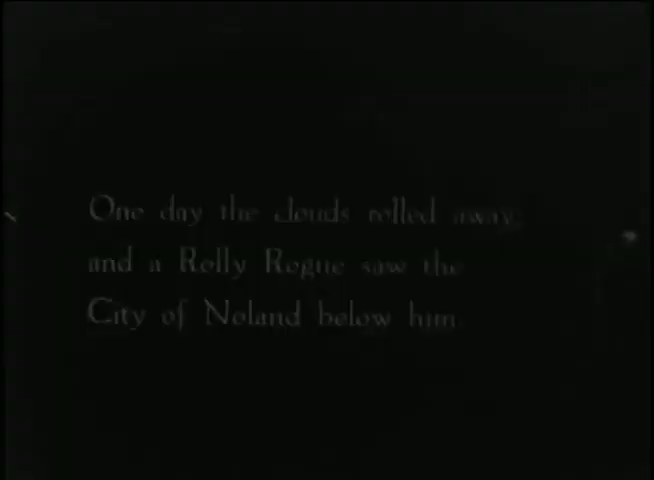 One day the clouds rolled away,
and a Rolly Rogue saw the
City of Noland below him.